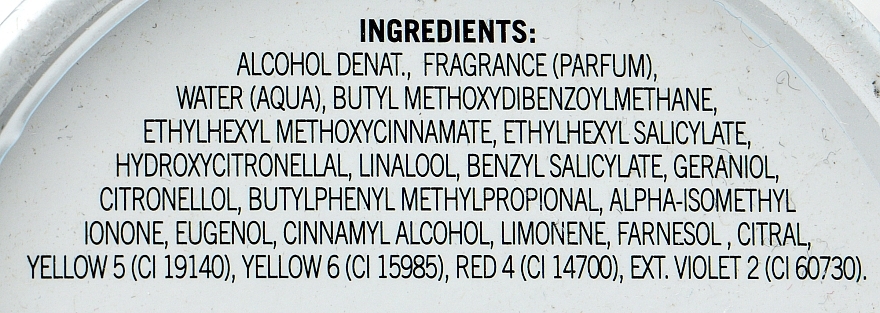 INGREDIENTS:
ALCOHOL DENAT., FRAGRANCE (PARFUM),
WATER (AQUA), BUTYL METHOXYDIBENZOYLMETHANE,
ETHYLHEXYL METHOXYCINNAMATE, ETHYLHEXYL SALICYLATE,
HYDROXYCITRONELLAL, LINALOOL, BENZYL SALICYLATE, GERANIOL,
CITRONELLOL, BUTYLPHENYL METHYLPROPIONAL, ALPHA-ISOMETHYL
IONONE, EUGENOL, CINNAMYL ALCOHOL, LIMONENE, FARNESOL , CITRAL,
YELLOW 5 (CI 19140), YELLOW 6 (CI 15985), RED 4 (CI 14700), EXT. VIOLET 2 (CI 60730).